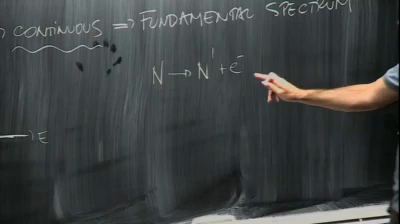 CONTINUOUS ⇒ FUNDAMENTAL SPECTRUM
N → N' + e⁻
→ E